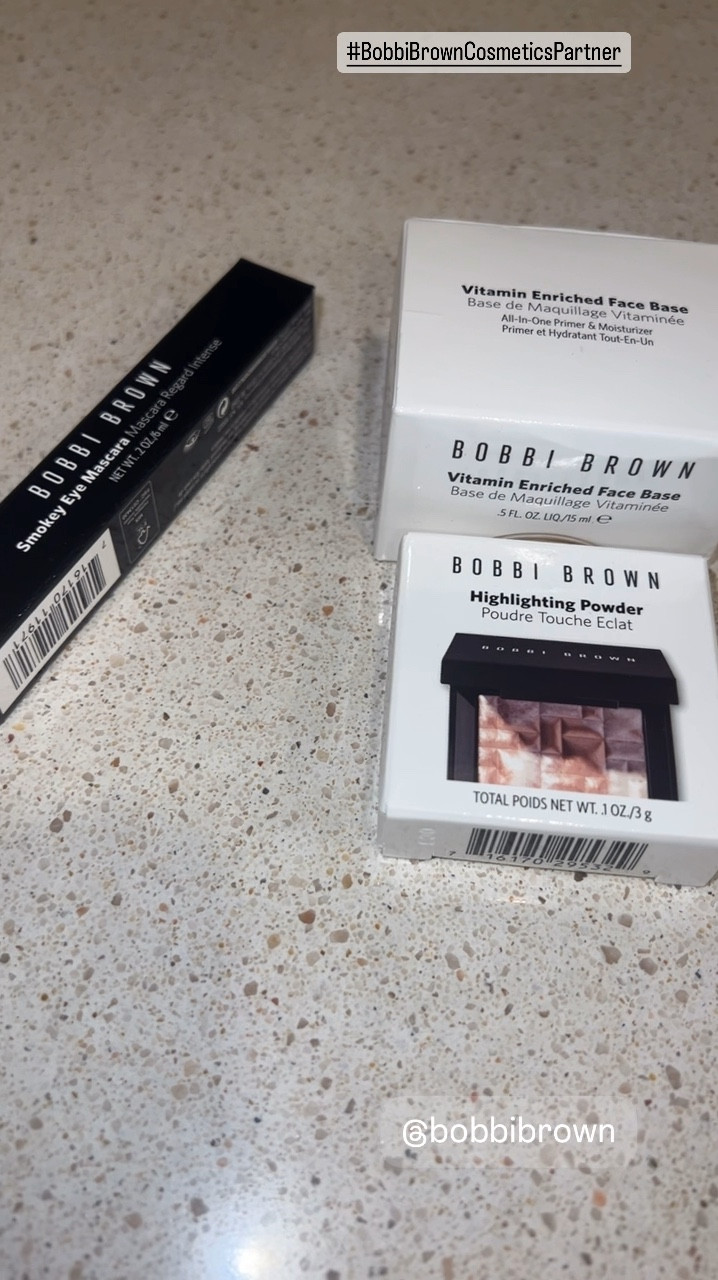 #BobbiBrownCosmeticsPartner
Vitamin Enriched Face Base
Base de Maquillage Vitaminée
All-In-One Primer & Moisturizer
Primer et Hydratant Tout-En-Un
BOBBI BROWN
Vitamin Enriched Face Base
Base de Maquillage Vitaminée
.5 FL. OZ. LIQ./15 ml ℮
BOBBI BROWN
Smokey Eye Mascara Mascara Regard Intense
NET WT. .2 OZ./6 ml ℮
BOBBI BROWN
Highlighting Powder
Poudre Touche Eclat
BOBBI BROWN
TOTAL POIDS NET WT. .1 OZ./3 g
@bobbibrown